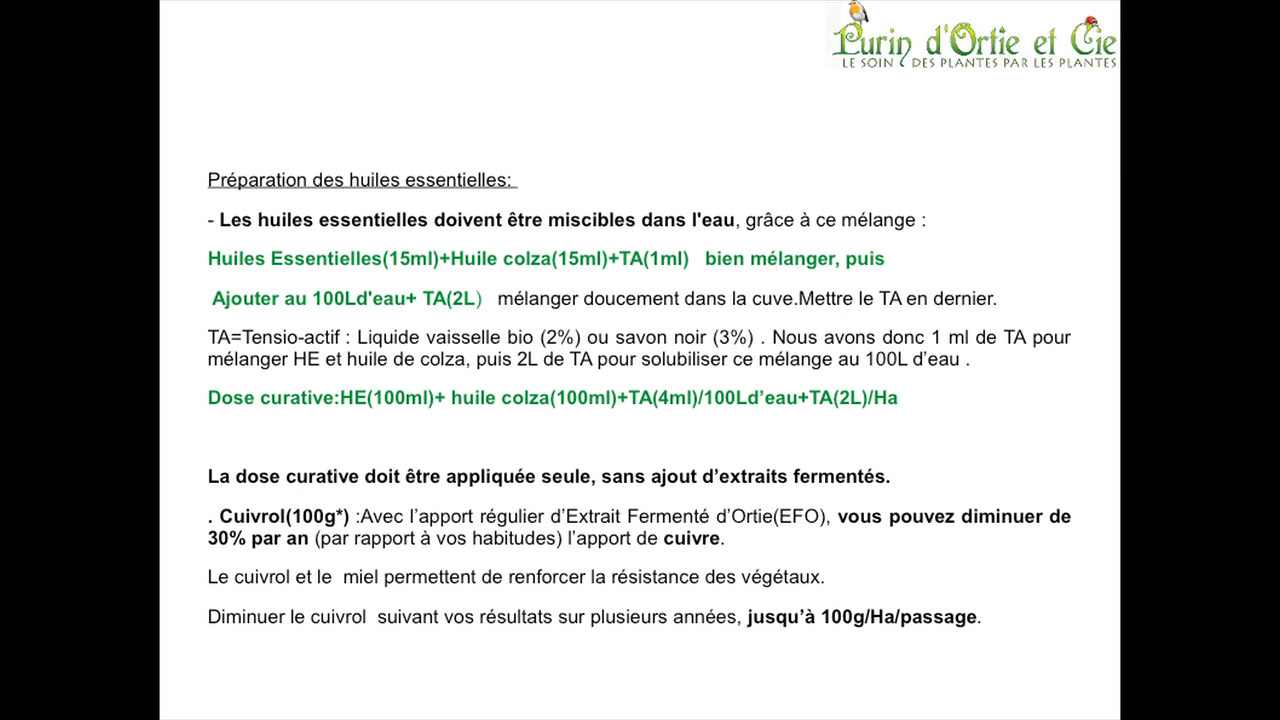 Purin d'Ortie et Cie
LE SOIN DES PLANTES PAR LES PLANTES
Préparation des huiles essentielles:
- Les huiles essentielles doivent être miscibles dans l'eau, grâce à ce mélange :
Huiles Essentielles(15ml)+Huile colza(15ml)+TA(1ml) bien mélanger, puis
Ajouter au 100Ld'eau+ TA(2L) mélanger doucement dans la cuve.Mettre le TA en dernier.
TA=Tensio-actif : Liquide vaisselle bio (2%) ou savon noir (3%) . Nous avons donc 1 ml de TA pour
mélanger HE et huile de colza, puis 2L de TA pour solubiliser ce mélange au 100L d’eau .
Dose curative:HE(100ml)+ huile colza(100ml)+TA(4ml)/100Ld’eau+TA(2L)/Ha
La dose curative doit être appliquée seule, sans ajout d’extraits fermentés.
. Cuivrol(100g*) :Avec l’apport régulier d’Extrait Fermenté d’Ortie(EFO), vous pouvez diminuer de
30% par an (par rapport à vos habitudes) l’apport de cuivre.
Le cuivrol et le miel permettent de renforcer la résistance des végétaux.
Diminuer le cuivrol suivant vos résultats sur plusieurs années, jusqu’à 100g/Ha/passage.